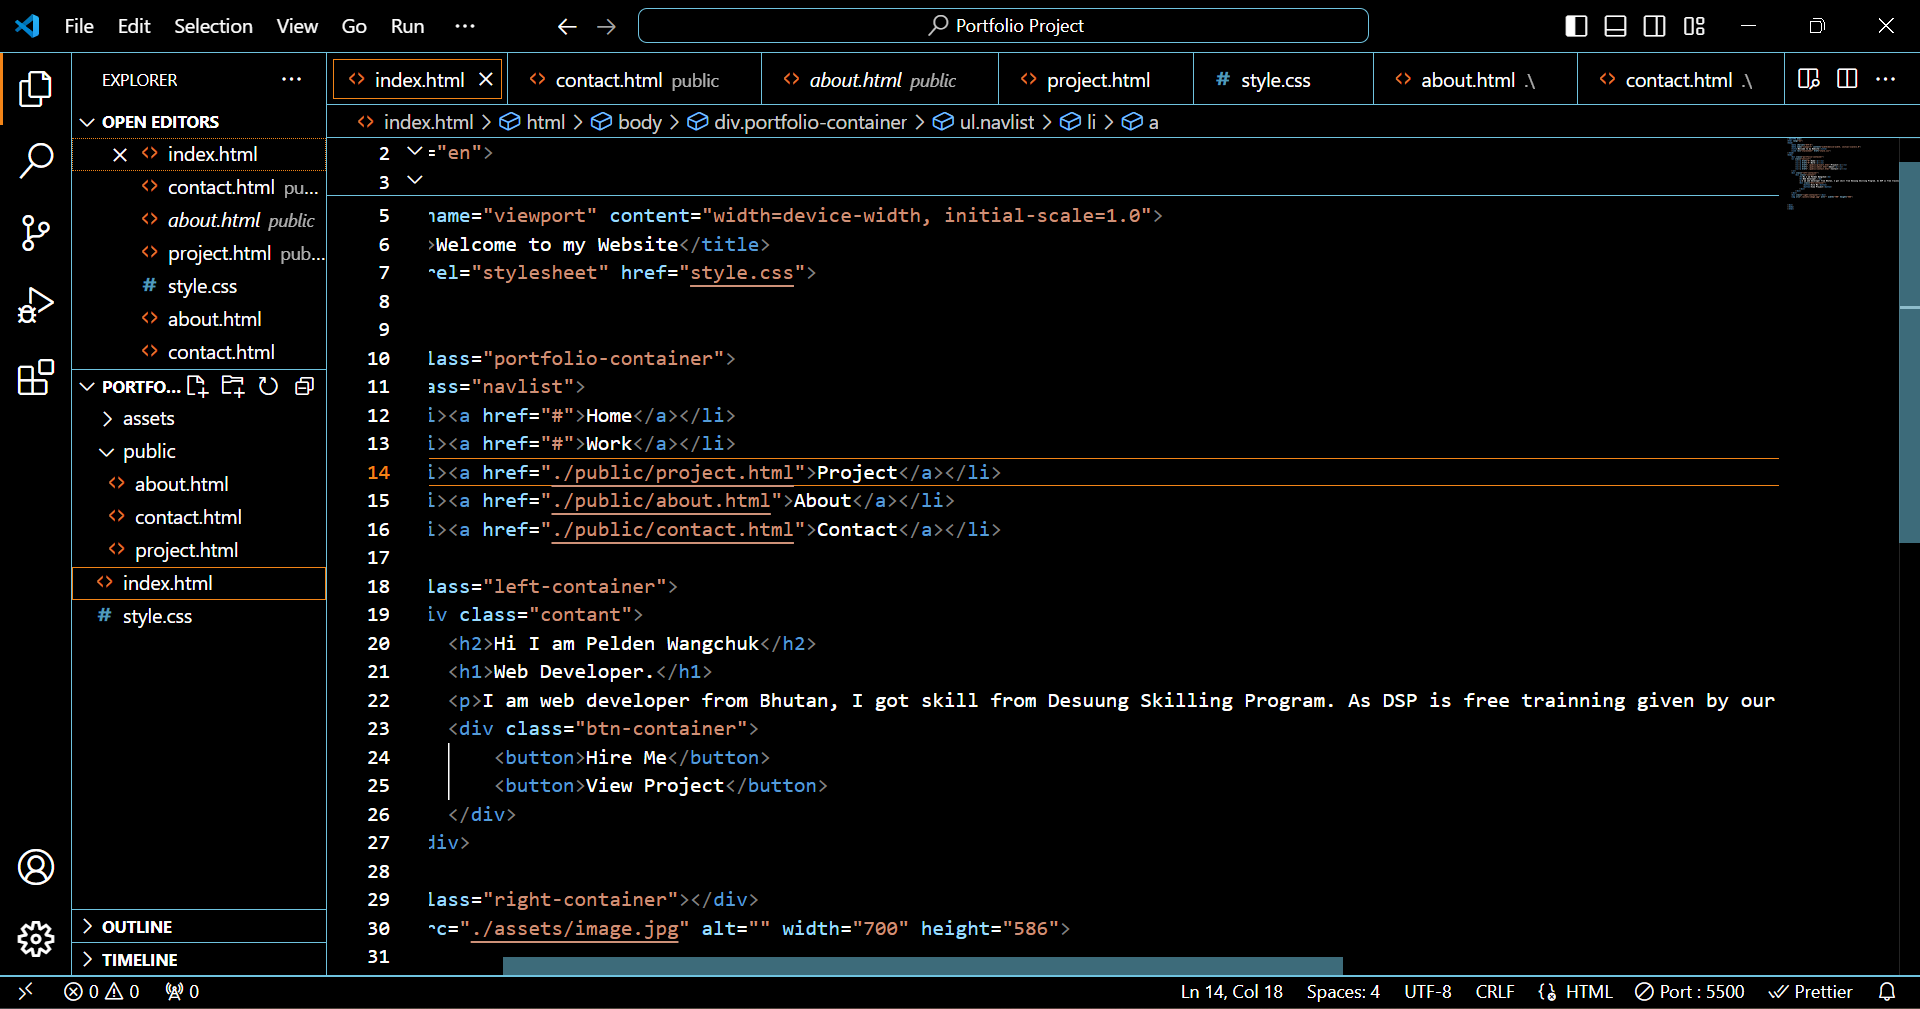 File Edit Selection View Go Run ··· Portfolio Project
EXPLORER ···
OPEN EDITORS
index.html
contact.html pu...
about.html public
project.html pub...
style.css
about.html
contact.html
PORTFO...
assets
public
about.html
contact.html
project.html
index.html
style.css
OUTLINE
TIMELINE
index.html contact.html public about.html public project.html # style.css about.html .\ contact.html .\ ···
index.html > html > body > div.portfolio-container > ul.navlist > li > a
2 ="en">
3
5 name="viewport" content="width=device-width, initial-scale=1.0">
6 >Welcome to my Website</title>
7 rel="stylesheet" href="style.css">
8
9
10 lass="portfolio-container">
11 ass="navlist">
12 i><a href="#">Home</a></li>
13 i><a href="#">Work</a></li>
14 i><a href="./public/project.html">Project</a></li>
15 i><a href="./public/about.html">About</a></li>
16 i><a href="./public/contact.html">Contact</a></li>
17
18 lass="left-container">
19 iv class="contant">
20 <h2>Hi I am Pelden Wangchuk</h2>
21 <h1>Web Developer.</h1>
22 <p>I am web developer from Bhutan, I got skill from Desuung Skilling Program. As DSP is free trainning given by our
23 <div class="btn-container">
24 <button>Hire Me</button>
25 <button>View Project</button>
26 </div>
27 div>
28
29 lass="right-container"></div>
30 rc="./assets/image.jpg" alt="" width="700" height="586">
31
0 0 0 Ln 14, Col 18 Spaces: 4 UTF-8 CRLF HTML Port : 5500 Prettier